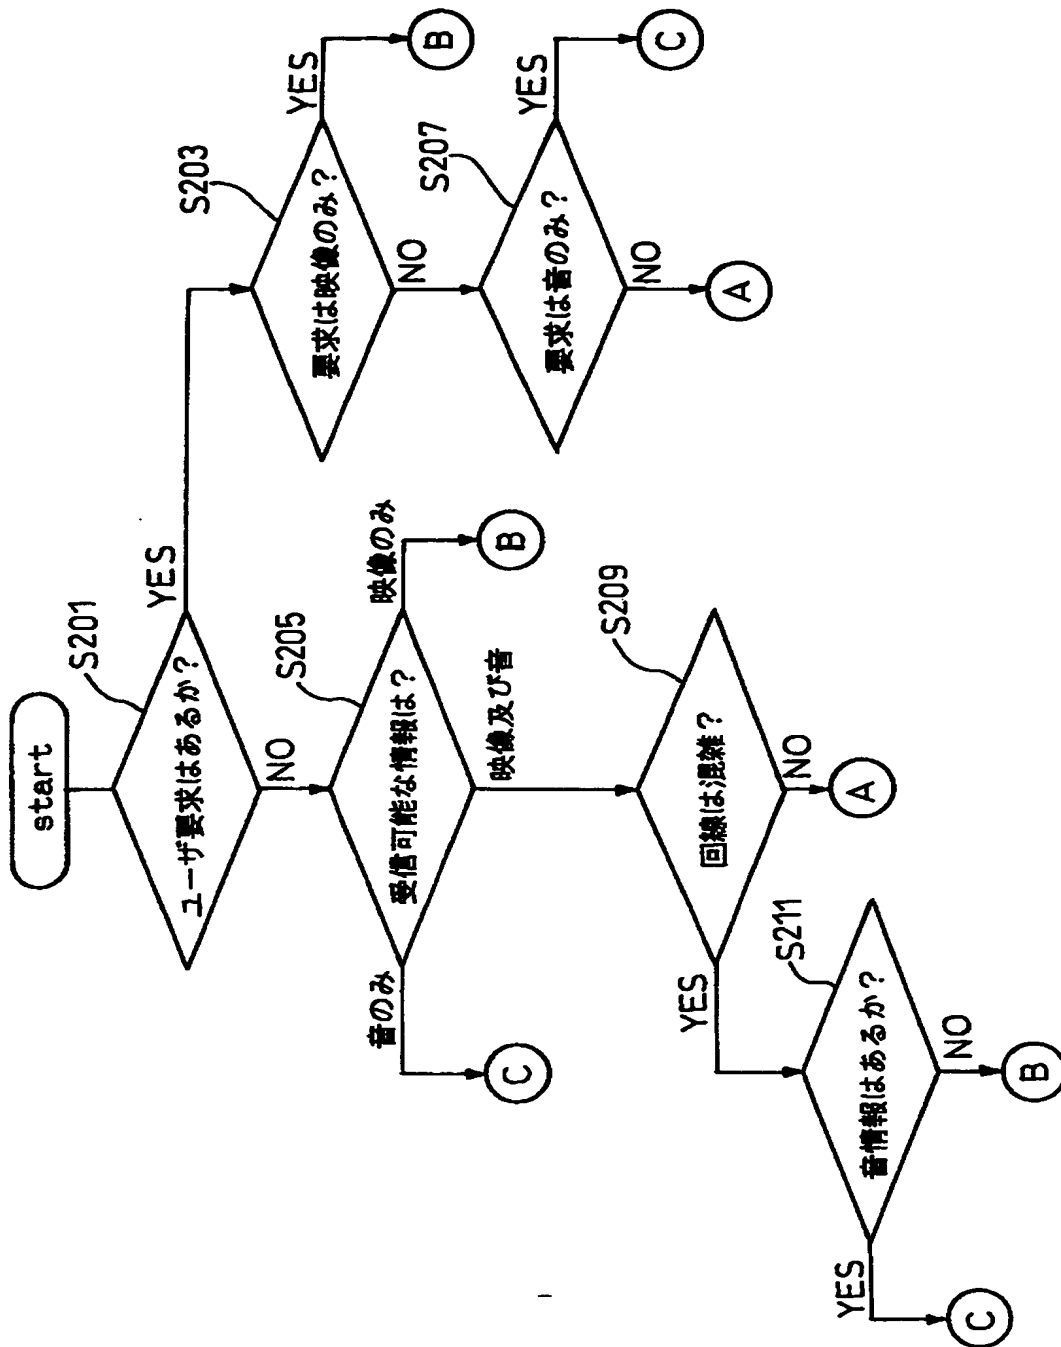 start
S201
ユーザ要求はあるか?
YES
NO
S203
要求は映像のみ?
YES
B
NO
S207
要求は音のみ?
YES
C
NO
A
S205
受信可能な情報は?
映像のみ
B
音のみ
C
映像及び音
S209
回線は混雑?
NO
A
YES
S211
音情報はあるか?
NO
B
YES
C